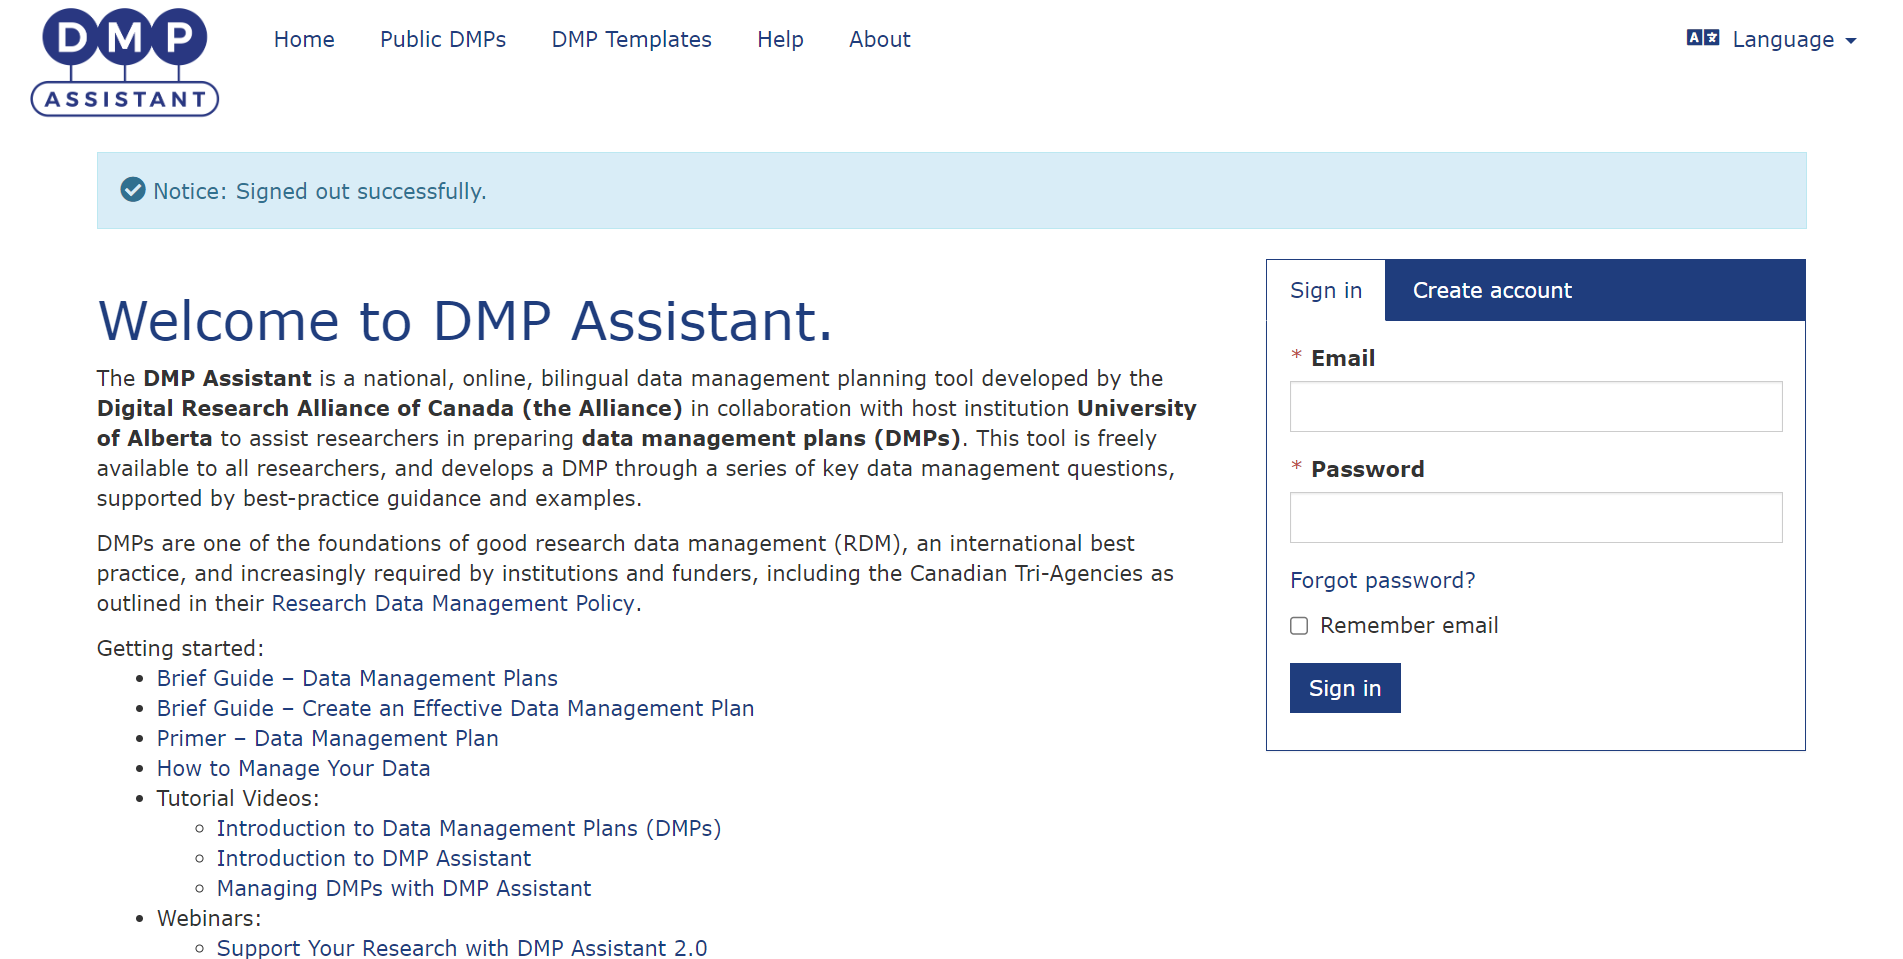 DMP
ASSISTANT
Home Public DMPs DMP Templates Help About
A Language
Notice: Signed out successfully.
Welcome to DMP Assistant.
The DMP Assistant is a national, online, bilingual data management planning tool developed by the
Digital Research Alliance of Canada (the Alliance) in collaboration with host institution University
of Alberta to assist researchers in preparing data management plans (DMPs). This tool is freely
available to all researchers, and develops a DMP through a series of key data management questions,
supported by best-practice guidance and examples.
DMPs are one of the foundations of good research data management (RDM), an international best
practice, and increasingly required by institutions and funders, including the Canadian Tri-Agencies as
outlined in their Research Data Management Policy.
Getting started:
• Brief Guide – Data Management Plans
• Brief Guide – Create an Effective Data Management Plan
• Primer – Data Management Plan
• How to Manage Your Data
• Tutorial Videos:
◦ Introduction to Data Management Plans (DMPs)
◦ Introduction to DMP Assistant
◦ Managing DMPs with DMP Assistant
• Webinars:
◦ Support Your Research with DMP Assistant 2.0
Sign in Create account
* Email
* Password
Forgot password?
Remember email
Sign in